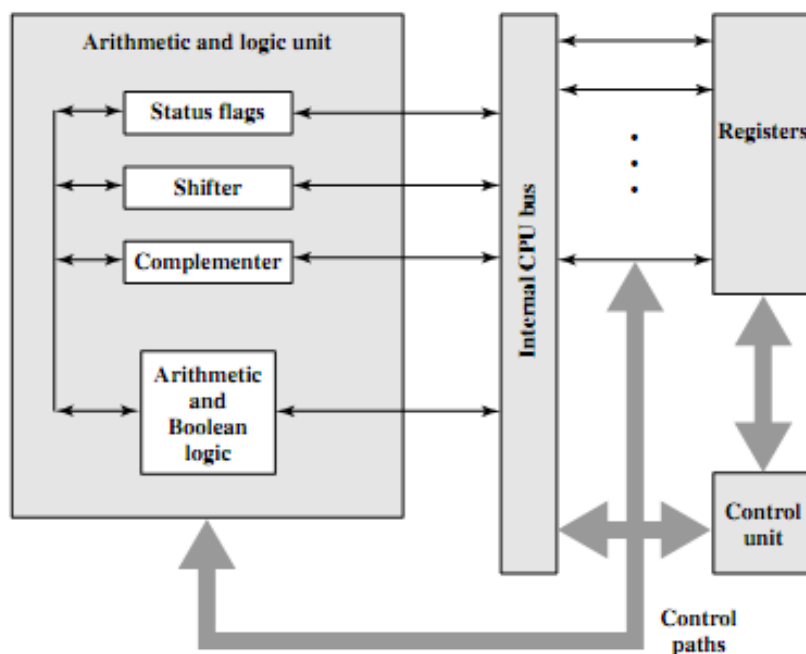 Arithmetic and logic unit
Status flags
Shifter
Complementer
Arithmetic
and
Boolean
logic
Internal CPU bus
Registers
Control
unit
Control
paths